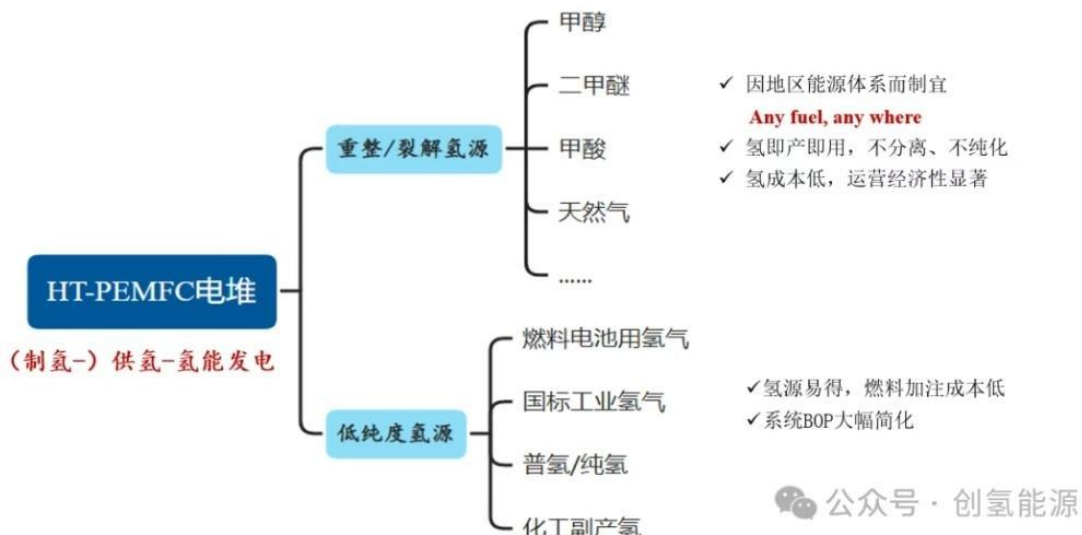 甲醇
二甲醚
甲酸
天然气
......
重整/裂解氢源
✓ 因地区能源体系而制宜
Any fuel, any where
✓ 氢即产即用，不分离、不纯化
✓ 氢成本低，运营经济性显著
HT-PEMFC电堆
（制氢-）供氢-氢能发电
燃料电池用氢气
国标工业氢气
普氢/纯氢
化工副产氢
低纯度氢源
✓氢源易得，燃料加注成本低
✓系统BOP大幅简化
公众号·创氢能源